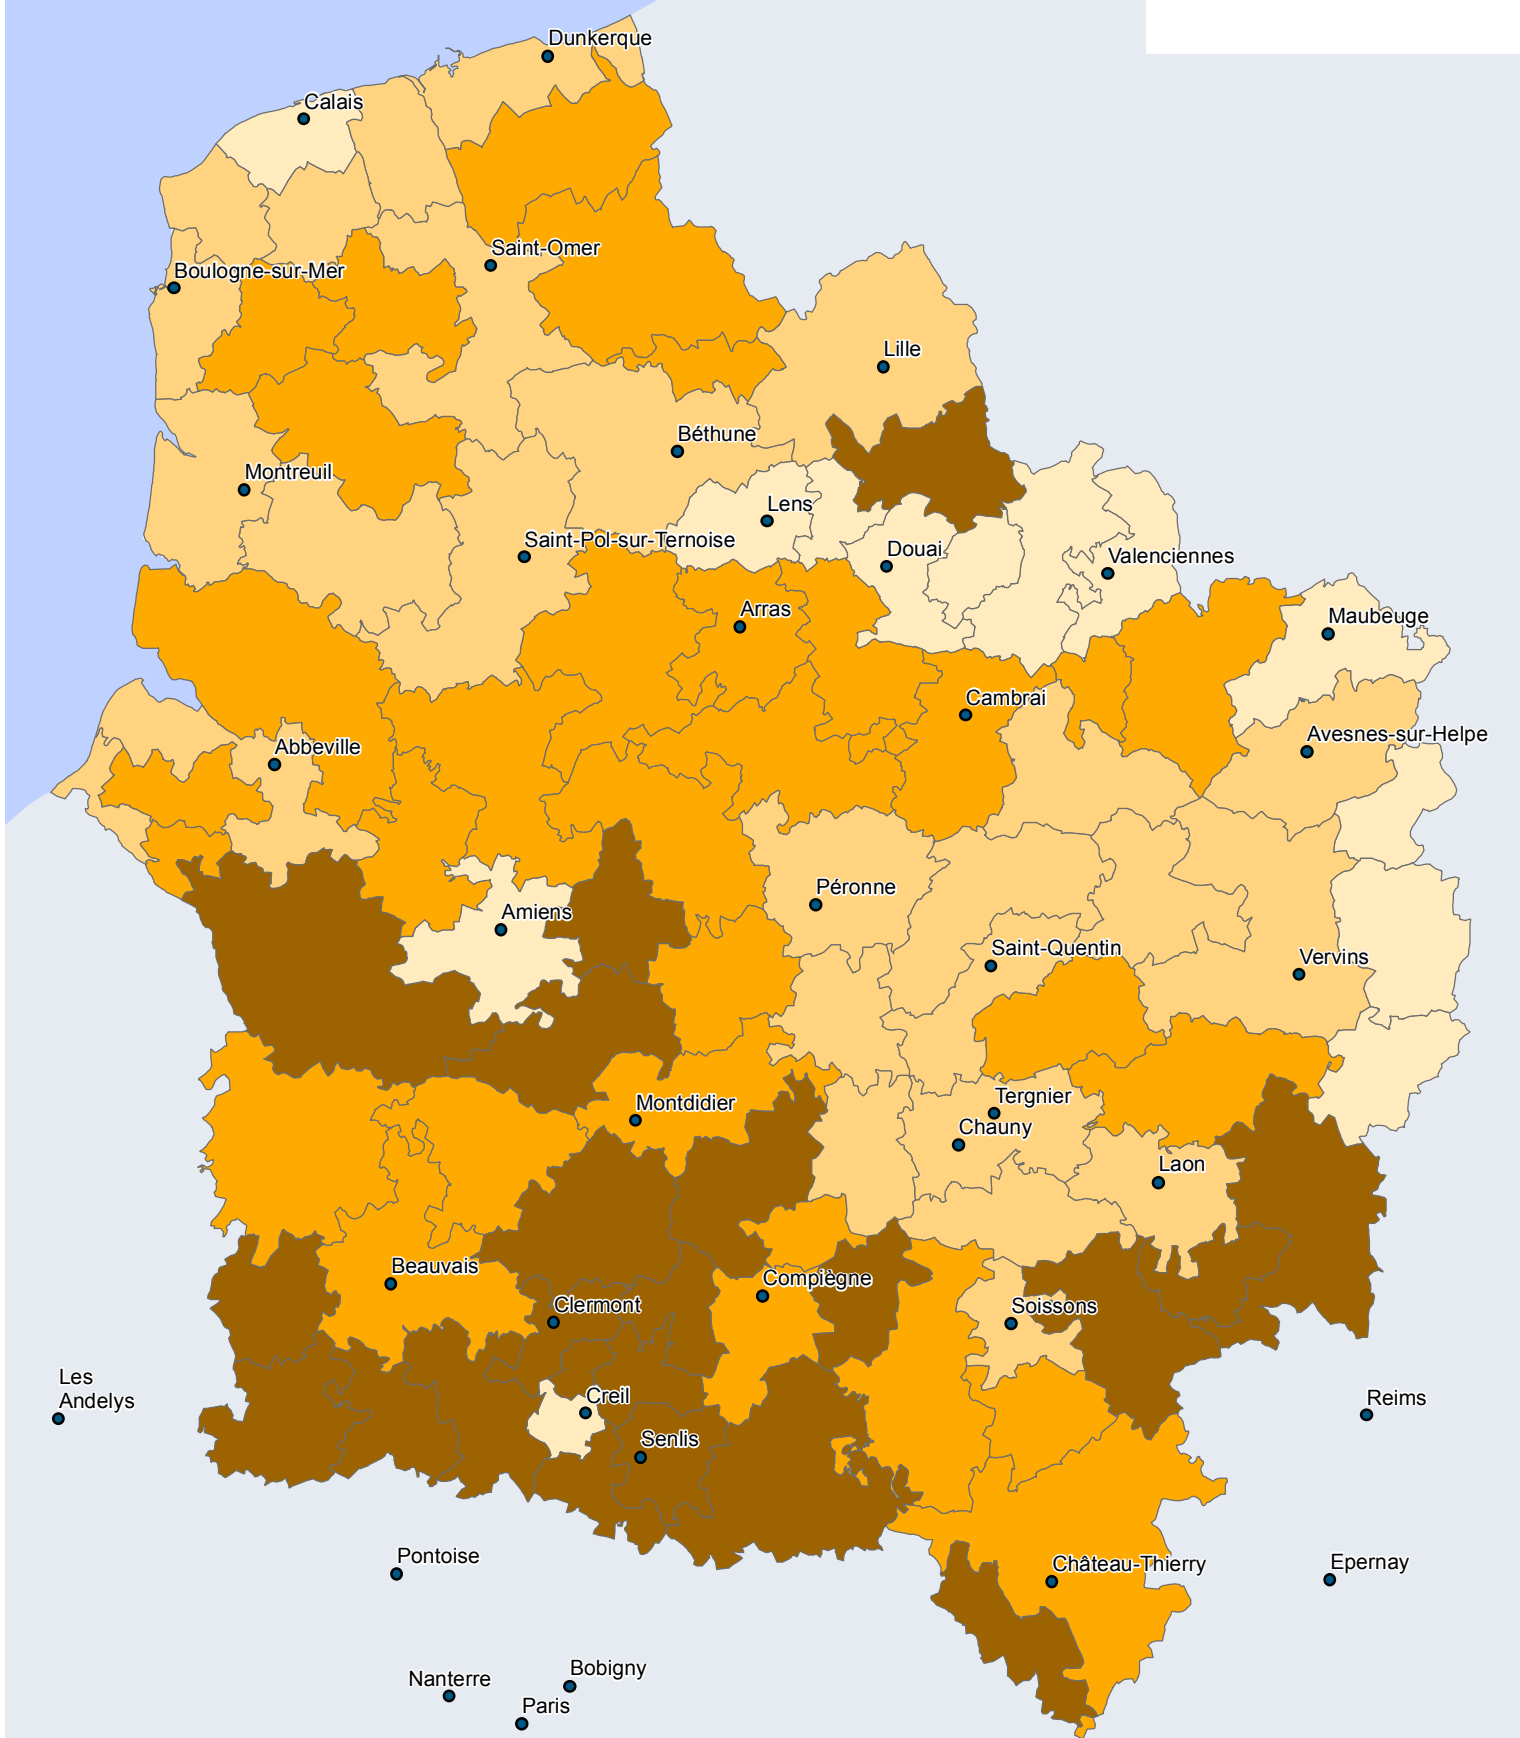 Dunkerque
Calais
Saint-Omer
Boulogne-sur-Mer
Lille
Béthune
Montreuil
Lens
Saint-Pol-sur-Ternoise
Douai
Valenciennes
Arras
Maubeuge
Cambrai
Avesnes-sur-Helpe
Abbeville
Péronne
Amiens
Saint-Quentin
Vervins
Tergnier
Montdidier
Chauny
Laon
Beauvais
Compiègne
Clermont
Soissons
Les
Andelys
Creil
Reims
Senlis
Pontoise
Château-Thierry
Epernay
Bobigny
Nanterre
Paris